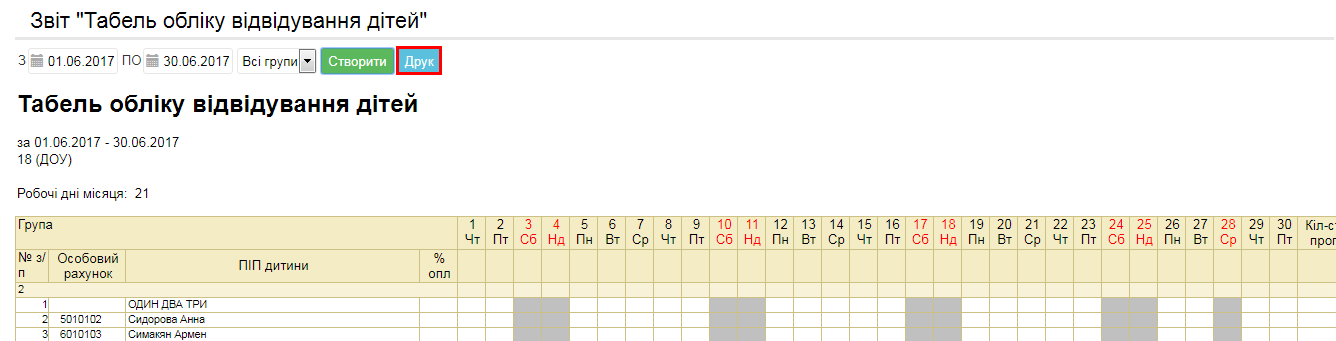 Звіт "Табель обліку відвідування дітей"
З 01.06.2017 ПО 30.06.2017 Всі групи Створити Друк
Табель обліку відвідування дітей
за 01.06.2017 - 30.06.2017
18 (ДОУ)
Робочі дні місяця: 21
Група 1 2 3 4 5 6 7 8 9 10 11 12 13 14 15 16 17 18 19 20 21 22 23 24 25 26 27 28 29 30 Кіл-ст
Чт Пт Сб Нд Пн Вт Ср Чт Пт Сб Нд Пн Вт Ср Чт Пт Сб Нд Пн Вт Ср Чт Пт Сб Нд Пн Вт Ср Чт Пт
№ з/ Особовий ПІП дитини %
п рахунок опл
2
1 ОДИН ДВА ТРИ
2 5010102 Сидорова Анна
3 6010103 Симакян Армен